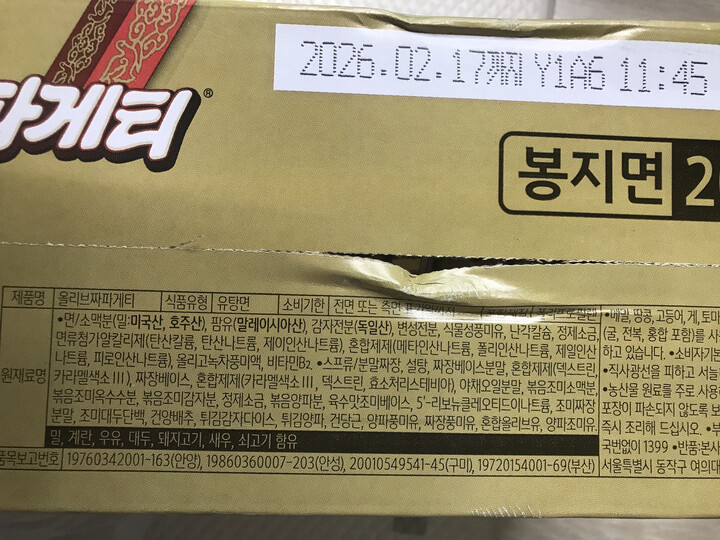 2026.02.17까지 Y1A6 11:45
파게티®
봉지면 2
제품명 올리브짜파게티 식품유형 유탕면 소비기한 전면 또는 측면
원재료명
•면/소맥분(밀:미국산, 호주산), 팜유(말레이시아산), 감자전분(독일산), 변성전분, 식물성풍미유, 난각칼슘, 정제소금,
면류첨가알칼리제(탄산칼륨, 탄산나트륨, 제이인산나트륨), 혼합제제(메타인산나트륨, 폴리인산나트륨, 제일인산
나트륨, 피로인산나트륨), 올리고녹차풍미액, 비타민B₂ •스프류/분말짜장, 설탕, 짜장베이스분말, 혼합제제(덱스트린,
카라멜색소Ⅲ), 짜장베이스, 혼합제제(카라멜색소Ⅲ, 덱스트린, 효소처리스테비아), 야채오일분말, 볶음조미소맥분,
볶음조미옥수수분, 볶음조미감자분, 정제소금, 볶음양파분, 육수맛조미베이스, 5'-리보뉴클레오티드이나트륨, 조미짜장
분말, 조미대두단백, 건양배추, 튀김감자다이스, 튀김양파, 건당근, 양파풍미유, 짜장풍미유, 혼합올리브유, 양파조미유
밀, 계란, 우유, 대두, 돼지고기, 새우, 쇠고기 함유
품목보고번호 19760342001-163(안양), 19860360007-203(안성), 20010549541-45(구미), 19720154001-69(부산)
•메밀, 땅콩, 고등어, 게, 토마
(굴, 전복, 홍합 포함)를 사
하고 있습니다. •소비자기
•직사광선을 피하고 서늘
•농산물 원료를 주로 사용
포장이 파손되지 않도록 보
즉시 조리해 드십시오. •부
국번없이 1399 •반품:본사
서울특별시 동작구 여의대